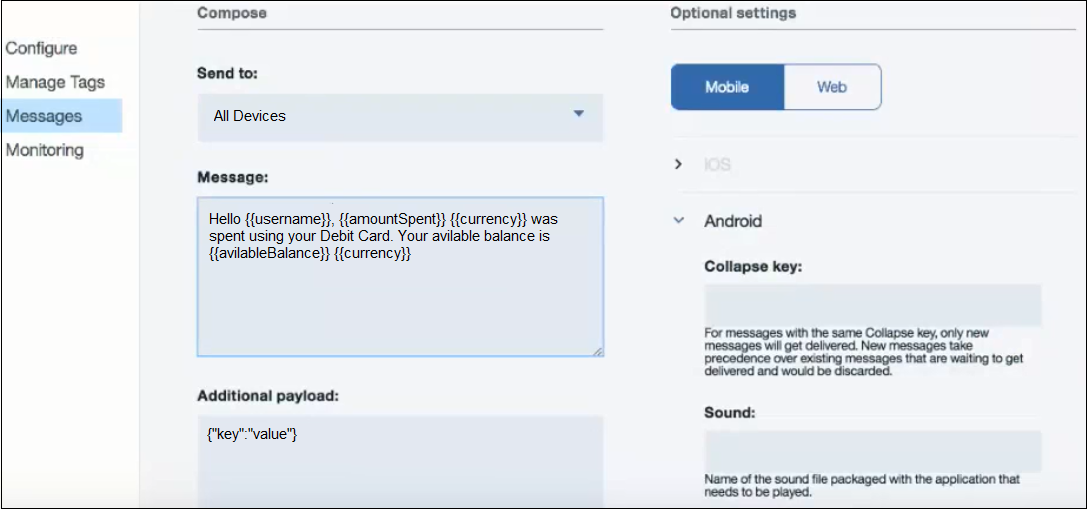 Configure
Manage Tags
Messages
Monitoring
Compose
Send to:
All Devices
Message:
Hello {{username}}, {{amountSpent}} {{currency}} was
spent using your Debit Card. Your avilable balance is
{{avilableBalance}} {{currency}}
Additional payload:
{"key":"value"}
Optional settings
Mobile Web
iOS
Android
Collapse key:
For messages with the same Collapse key, only new
messages will get delivered. New messages take
precedence over existing messages that are waiting to get
delivered and would be discarded.
Sound:
Name of the sound file packaged with the application that
needs to be played.